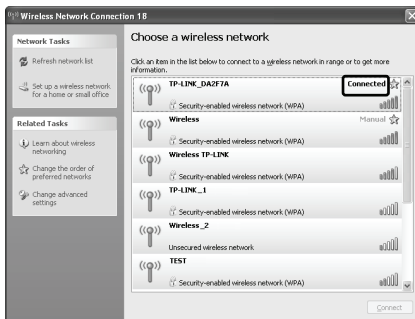 Wireless Network Connection 18
Network Tasks
Refresh network list
Set up a wireless network
for a home or small office
Related Tasks
Learn about wireless
networking
Change the order of
preferred networks
Change advanced
settings
Choose a wireless network
Click an item in the list below to connect to a wireless network in range or to get more
information.
TP-LINK_DA2F7A Connected
Security-enabled wireless network (WPA)
Wireless Manual
Security-enabled wireless network (WPA)
Wireless TP-LINK
Security-enabled wireless network (WPA)
TP-LINK_1
Security-enabled wireless network (WPA)
Wireless_2
Unsecured wireless network
TEST
Security-enabled wireless network (WPA)
Connect